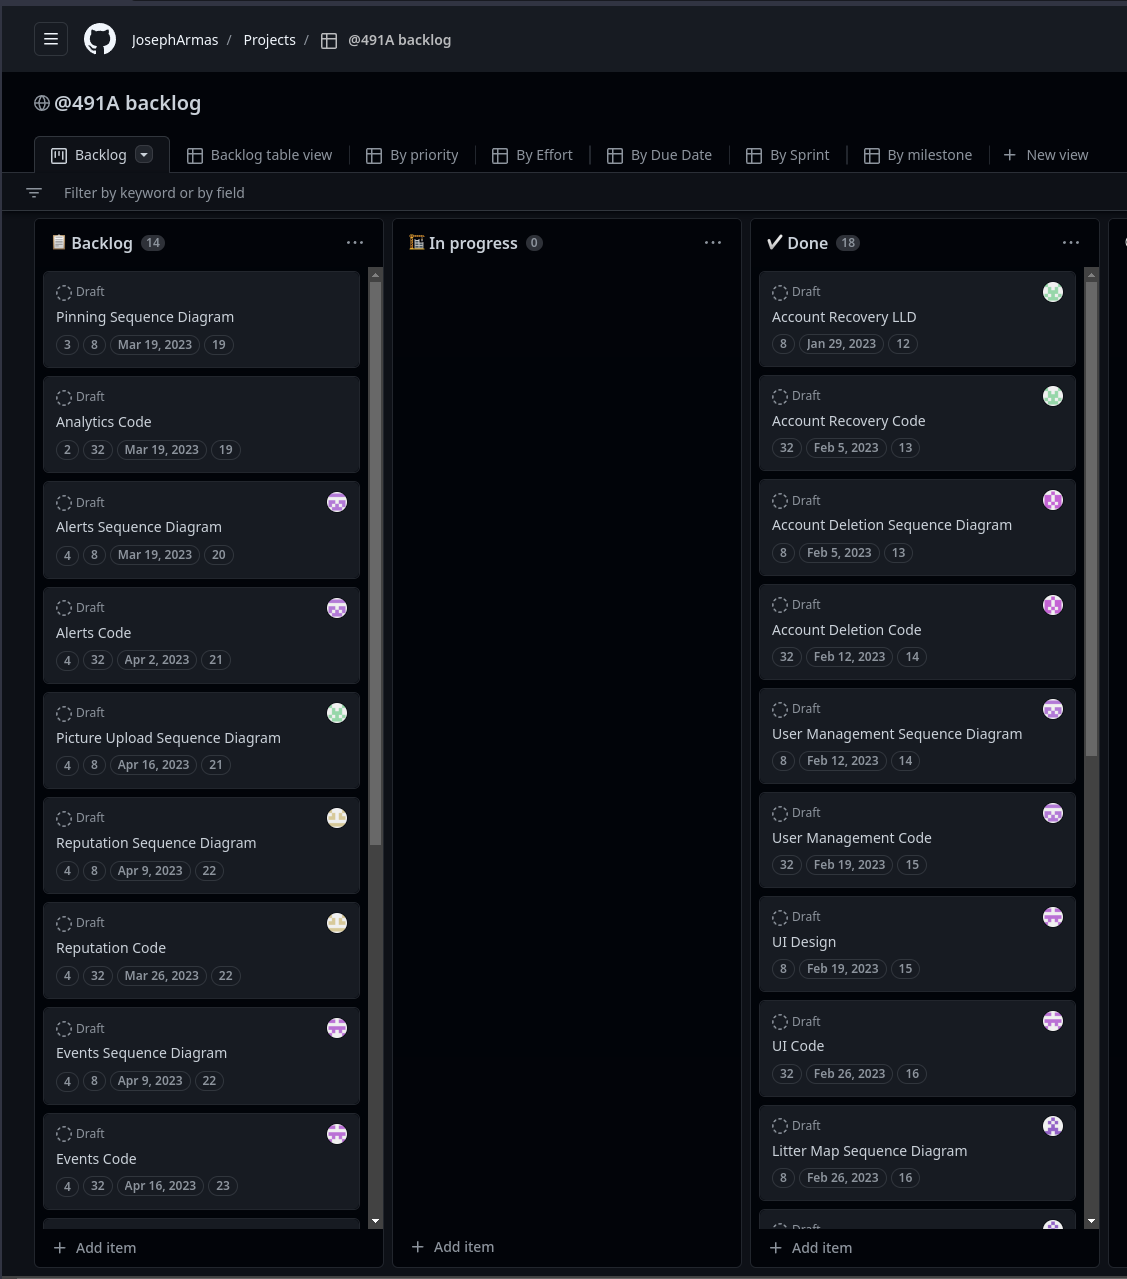 JosephArmas / Projects / @491A backlog
@491A backlog
Backlog Backlog table view By priority By Effort By Due Date By Sprint By milestone New view
Filter by keyword or by field
Backlog 14
Draft
Pinning Sequence Diagram
3 8 Mar 19, 2023 19
Draft
Analytics Code
2 32 Mar 19, 2023 19
Draft
Alerts Sequence Diagram
4 8 Mar 19, 2023 20
Draft
Alerts Code
4 32 Apr 2, 2023 21
Draft
Picture Upload Sequence Diagram
4 8 Apr 16, 2023 21
Draft
Reputation Sequence Diagram
4 8 Apr 9, 2023 22
Draft
Reputation Code
4 32 Mar 26, 2023 22
Draft
Events Sequence Diagram
4 8 Apr 9, 2023 22
Draft
Events Code
4 32 Apr 16, 2023 23
Add item
In progress 0
Add item
Done 18
Draft
Account Recovery LLD
8 Jan 29, 2023 12
Draft
Account Recovery Code
32 Feb 5, 2023 13
Draft
Account Deletion Sequence Diagram
8 Feb 5, 2023 13
Draft
Account Deletion Code
32 Feb 12, 2023 14
Draft
User Management Sequence Diagram
8 Feb 12, 2023 14
Draft
User Management Code
32 Feb 19, 2023 15
Draft
UI Design
8 Feb 19, 2023 15
Draft
UI Code
32 Feb 26, 2023 16
Draft
Litter Map Sequence Diagram
8 Feb 26, 2023 16
Draft
Add item